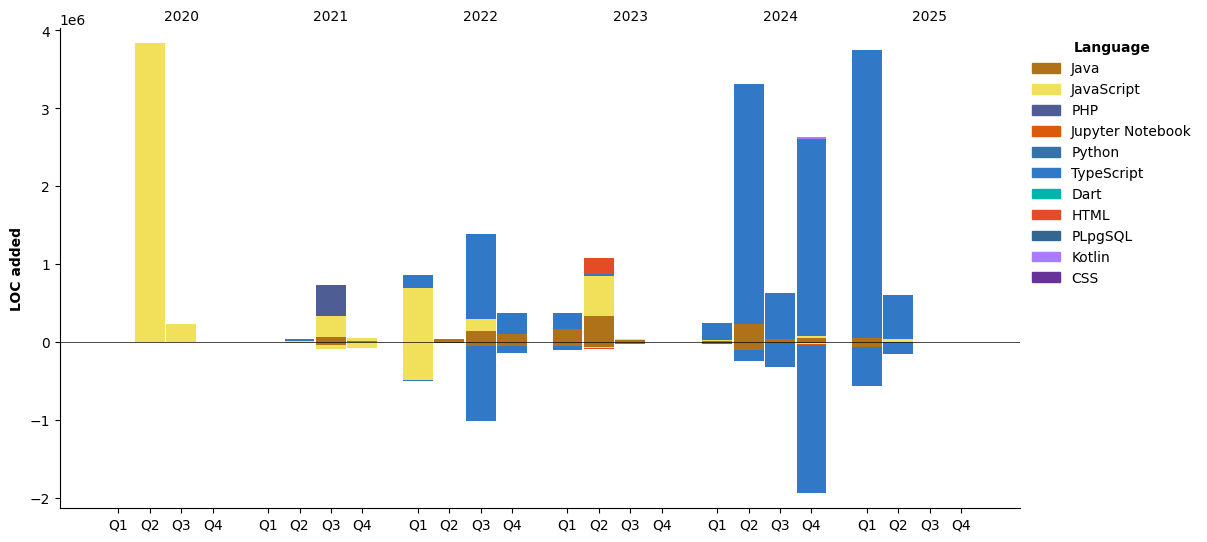 1e6
2020 2021 2022 2023 2024 2025
4
3
2
1
0
−1
−2
LOC added
Q1 Q2 Q3 Q4 Q1 Q2 Q3 Q4 Q1 Q2 Q3 Q4 Q1 Q2 Q3 Q4 Q1 Q2 Q3 Q4 Q1 Q2 Q3 Q4
Language
Java
JavaScript
PHP
Jupyter Notebook
Python
TypeScript
Dart
HTML
PLpgSQL
Kotlin
CSS